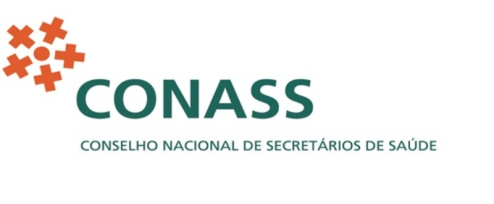 CONASS
CONSELHO NACIONAL DE SECRETÁRIOS DE SAÚDE